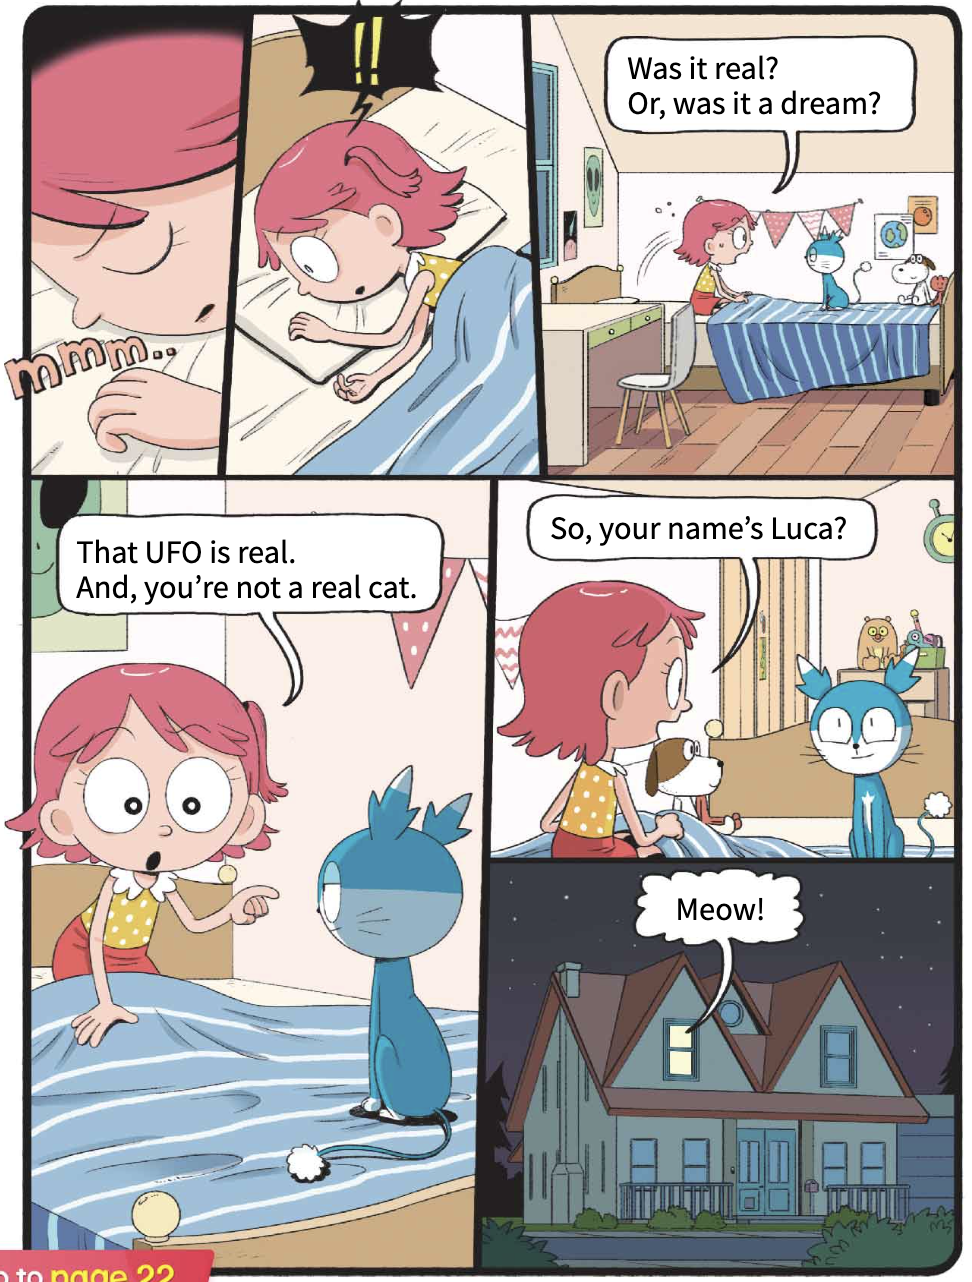 mmm..
!!
Was it real?
Or, was it a dream?
That UFO is real.
And, you're not a real cat.
So, your name's Luca?
Meow!
to page 22